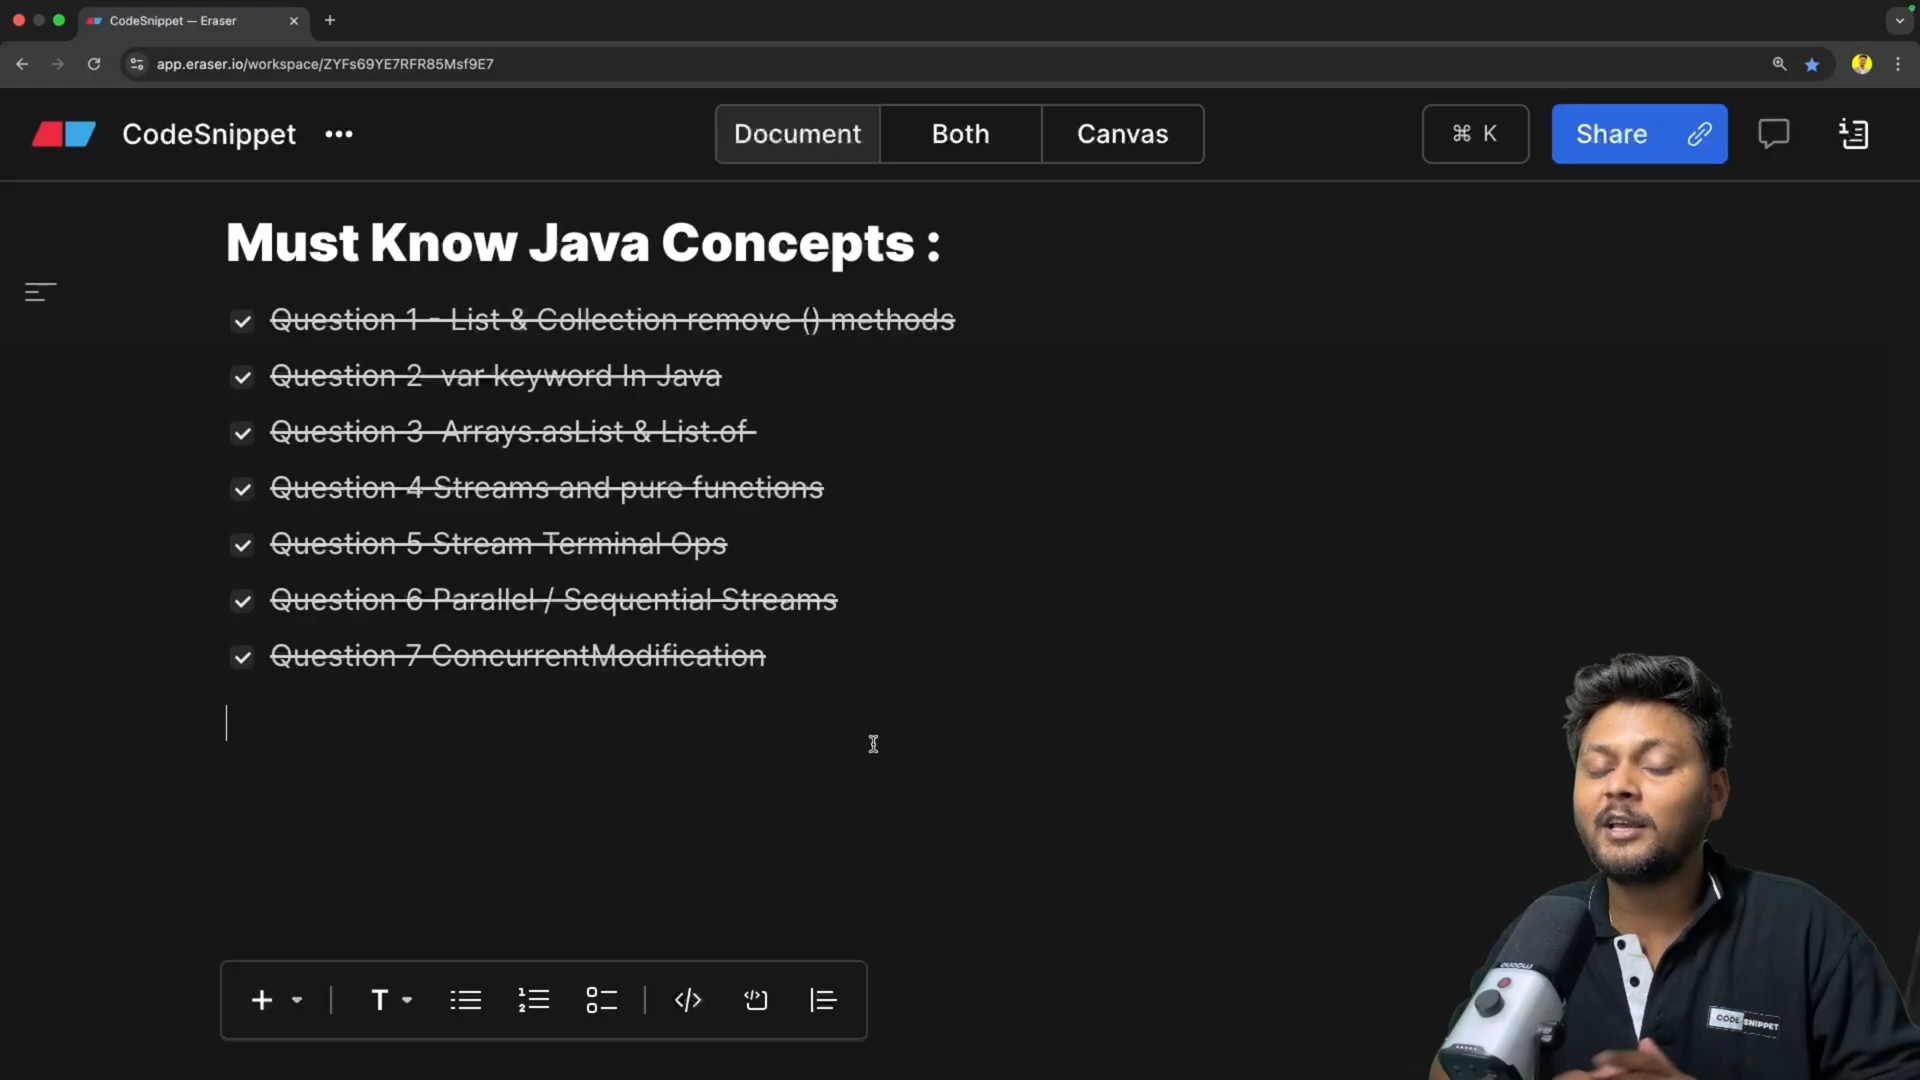 CodeSnippet — Eraser
app.eraser.io/workspace/ZYFs69YE7RFR85Msf9E7
CodeSnippet
Document
Both
Canvas
⌘ K
Share
Must Know Java Concepts :
Question 1 - List & Collection remove () methods
Question 2 var keyword In Java
Question 3 Arrays.asList & List.of
Question 4 Streams and pure functions
Question 5 Stream Terminal Ops
Question 6 Parallel / Sequential Streams
Question 7 ConcurrentModification
T
CODE SNIPPET